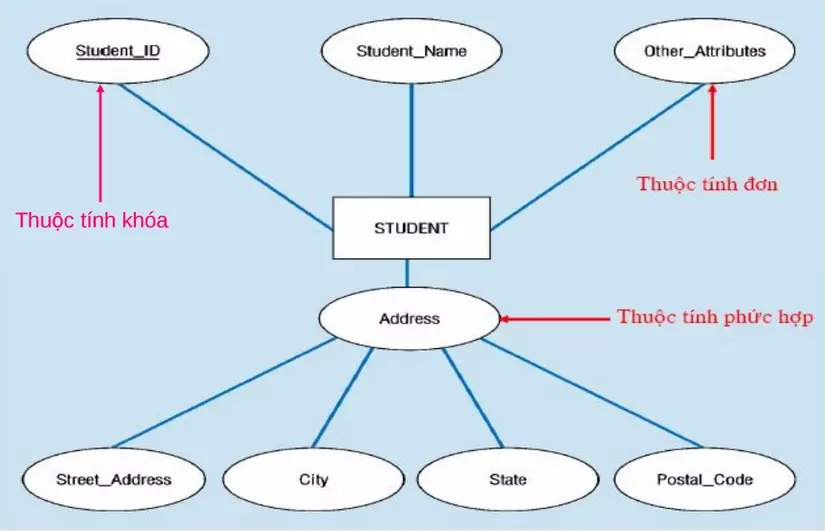 Student_ID
Student_Name
Other_Attributes
Thuộc tính đơn
Thuộc tính khóa
STUDENT
Address
Thuộc tính phức hợp
Street_Address
City
State
Postal_Code